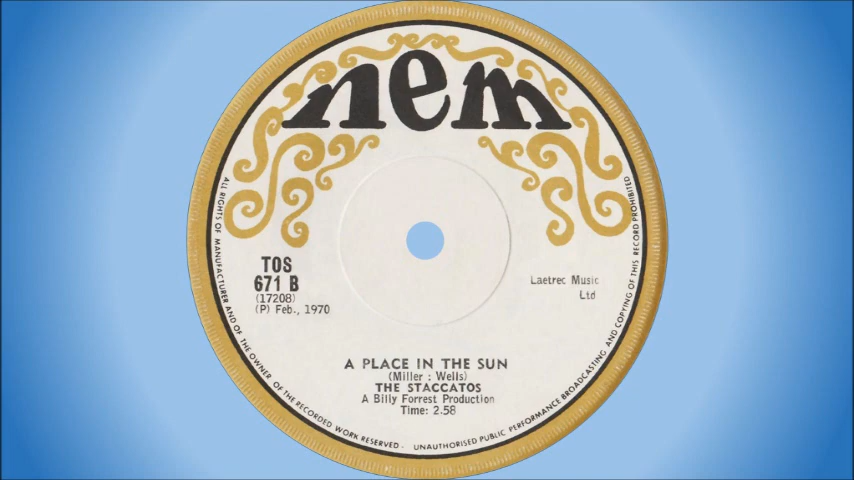 nem
ALL RIGHTS OF MANUFACTURER AND OF THE OWNER OF THE RECORDED WORK RESERVED - UNAUTHORISED PUBLIC PERFORMANCE BROADCASTING AND COPYING OF THIS RECORD PROHIBITED
TOS
671 B
(17208)
(P) Feb., 1970
Laetrec Music
Ltd
A PLACE IN THE SUN
(Miller : Wells)
THE STACCATOS
A Billy Forrest Production
Time: 2.58